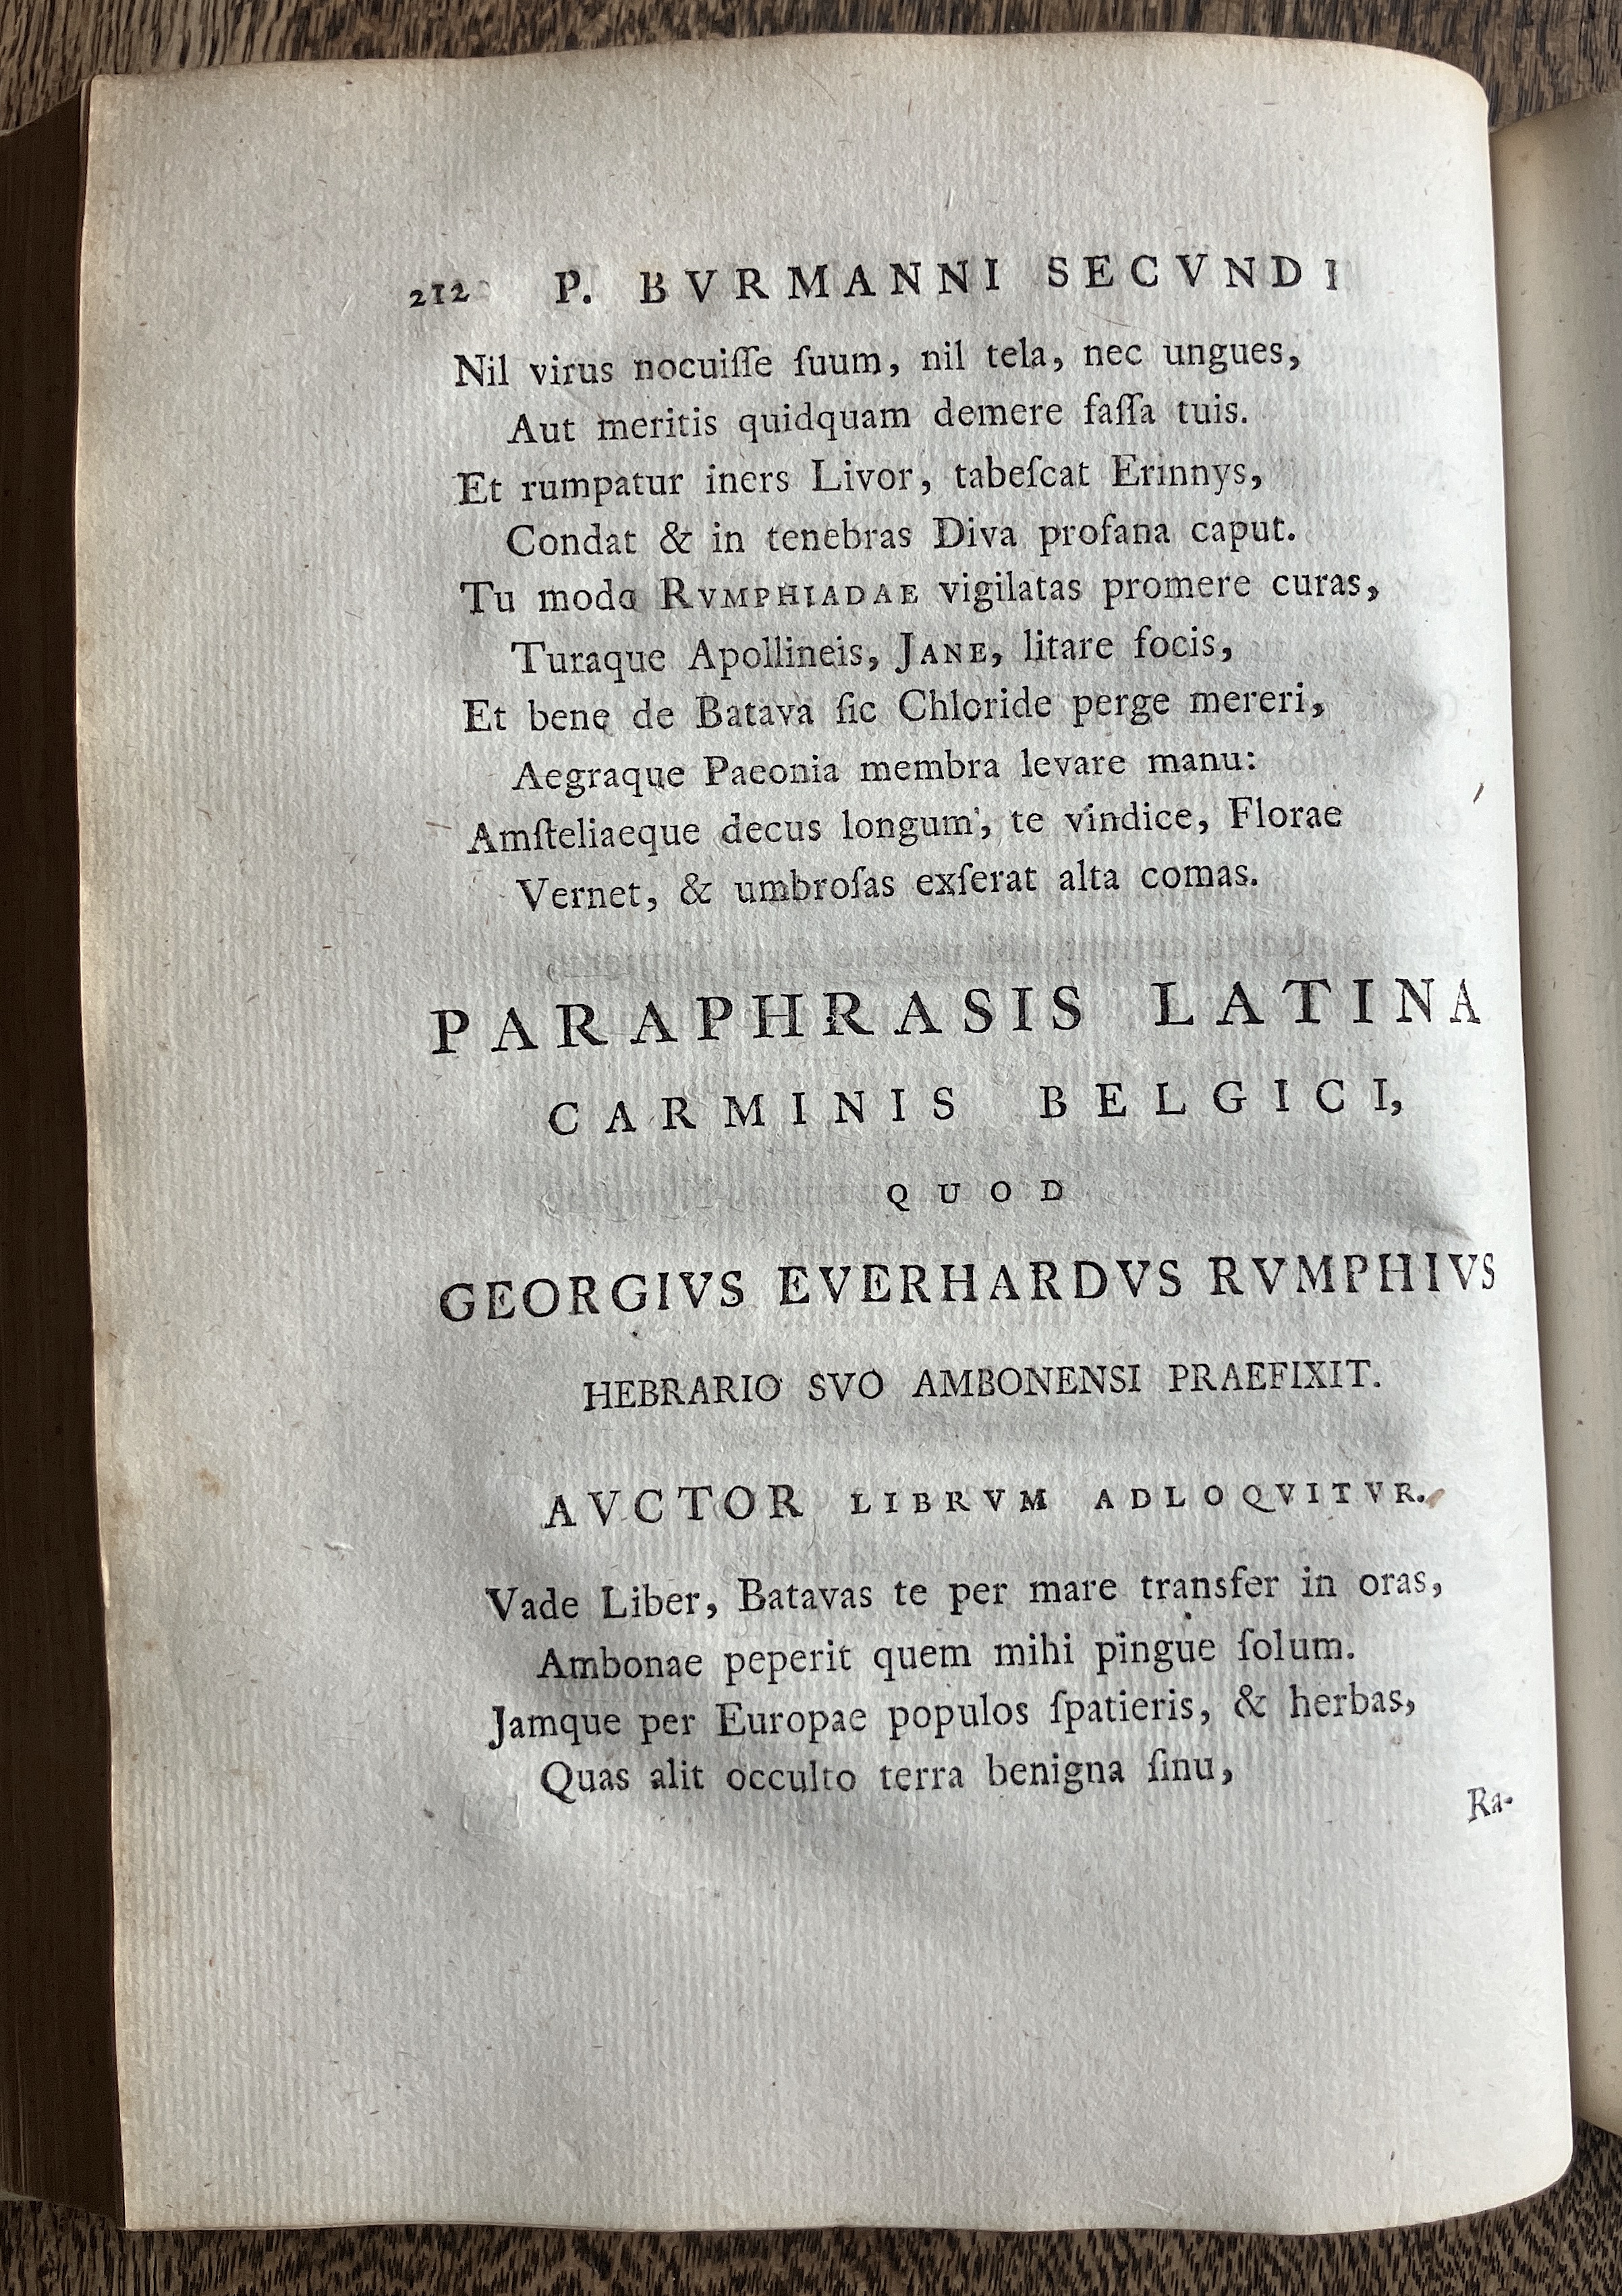 212 P. BVRMANNI SECVNDI
Nil virus nocuiſſe ſuum, nil tela, nec ungues,
Aut meritis quidquam demere faſſa tuis.
Et rumpatur iners Livor, tabeſcat Erinnys,
Condat & in tenebras Diva profana caput.
Tu modo RVMPHIADAE vigilatas promere curas,
Turaque Apollineis, JANE, litare focis,
Et bene de Batava ſic Chloride perge mereri,
Aegraque Paeonia membra levare manu:
Amſteliaeque decus longum, te vindice, Florae
Vernet, & umbroſas exſerat alta comas.
PARAPHRASIS LATINA
CARMINIS BELGICI,
QUOD
GEORGIVS EVERHARDVS RVMPHIVS
HEBRARIO SVO AMBONENSI PRAEFIXIT.
AVCTOR LIBRVM ADLOQVITVR.
Vade Liber, Batavas te per mare transfer in oras,
Ambonae peperit quem mihi pingue ſolum.
Jamque per Europae populos ſpatieris, & herbas,
Quas alit occulto terra benigna ſinu,
Ra-